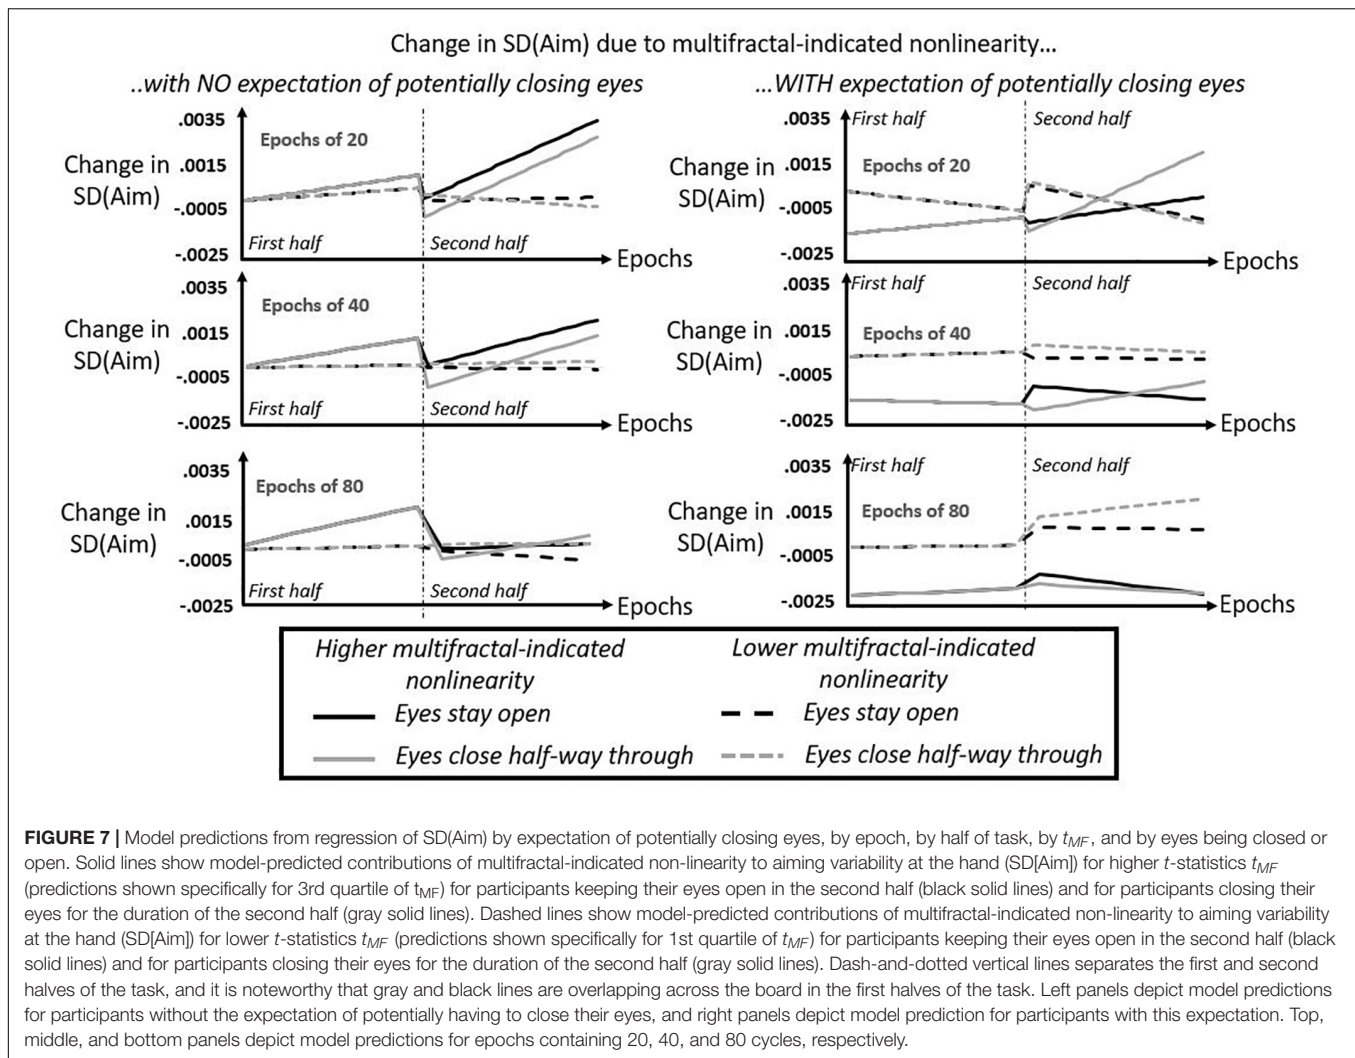 Change in SD(Aim) due to multifractal-indicated nonlinearity...
..with NO expectation of potentially closing eyes
...WITH expectation of potentially closing eyes
.0035
Epochs of 20
Change in
SD(Aim)
.0015
-.0005
-.0025
First half
Second half
Epochs
.0035
First half
Second half
Change in
SD(Aim)
.0015
Epochs of 20
-.0005
-.0025
Epochs
.0035
Epochs of 40
Change in
SD(Aim)
.0015
-.0005
-.0025
First half
Second half
Epochs
.0035
First half
Second half
Change in
SD(Aim)
.0015
Epochs of 40
-.0005
-.0025
Epochs
.0035
Epochs of 80
Change in
SD(Aim)
.0015
-.0005
-.0025
First half
Second half
Epochs
.0035
First half
Second half
Change in
SD(Aim)
.0015
Epochs of 80
-.0005
-.0025
Epochs
Higher multifractal-indicated
nonlinearity
Eyes stay open
Eyes close half-way through
Lower multifractal-indicated
nonlinearity
Eyes stay open
Eyes close half-way through
FIGURE 7 | Model predictions from regression of SD(Aim) by expectation of potentially closing eyes, by epoch, by half of task, by tMF, and by eyes being closed or
open. Solid lines show model-predicted contributions of multifractal-indicated non-linearity to aiming variability at the hand (SD[Aim]) for higher t-statistics tMF
(predictions shown specifically for 3rd quartile of tMF) for participants keeping their eyes open in the second half (black solid lines) and for participants closing their
eyes for the duration of the second half (gray solid lines). Dashed lines show model-predicted contributions of multifractal-indicated non-linearity to aiming variability
at the hand (SD[Aim]) for lower t-statistics tMF (predictions shown specifically for 1st quartile of tMF) for participants keeping their eyes open in the second half (black
solid lines) and for participants closing their eyes for the duration of the second half (gray solid lines). Dash-and-dotted vertical lines separates the first and second
halves of the task, and it is noteworthy that gray and black lines are overlapping across the board in the first halves of the task. Left panels depict model predictions
for participants without the expectation of potentially having to close their eyes, and right panels depict model prediction for participants with this expectation. Top,
middle, and bottom panels depict model predictions for epochs containing 20, 40, and 80 cycles, respectively.